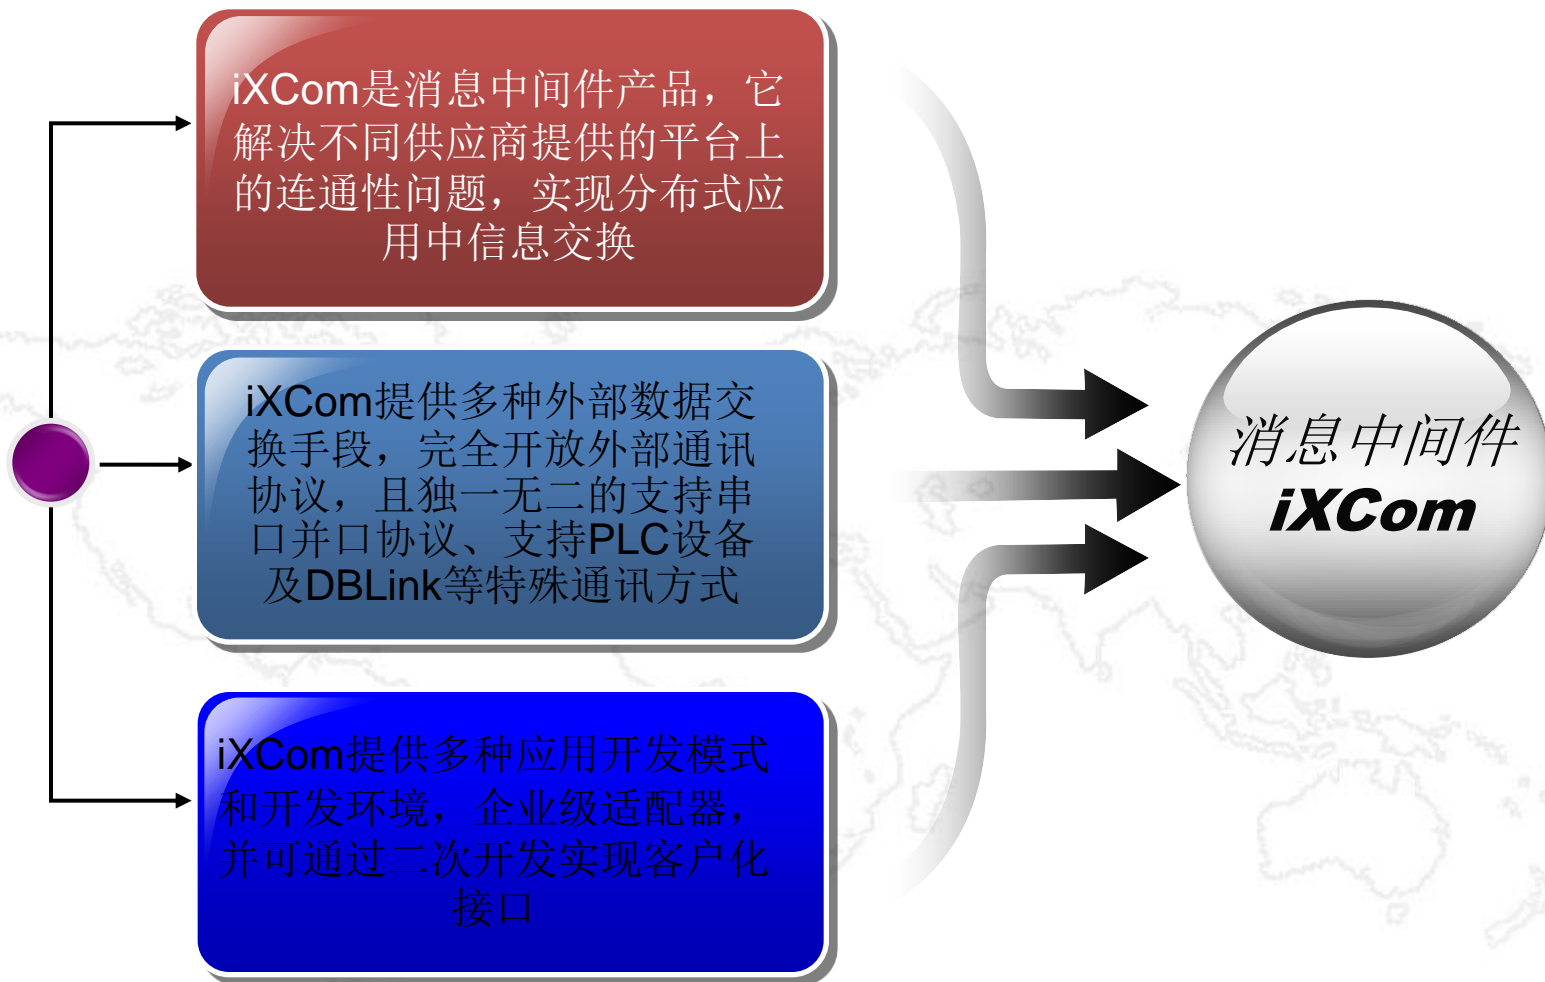 iXCom是消息中间件产品，它
解决不同供应商提供的平台上
的连通性问题，实现分布式应
用中信息交换
iXCom提供多种外部数据交
换手段，完全开放外部通讯
协议，且独一无二的支持串
口并口协议、支持PLC设备
及DBLink等特殊通讯方式
iXCom提供多种应用开发模式
和开发环境，企业级适配器，
并可通过二次开发实现客户化
接口
消息中间件
iXCom